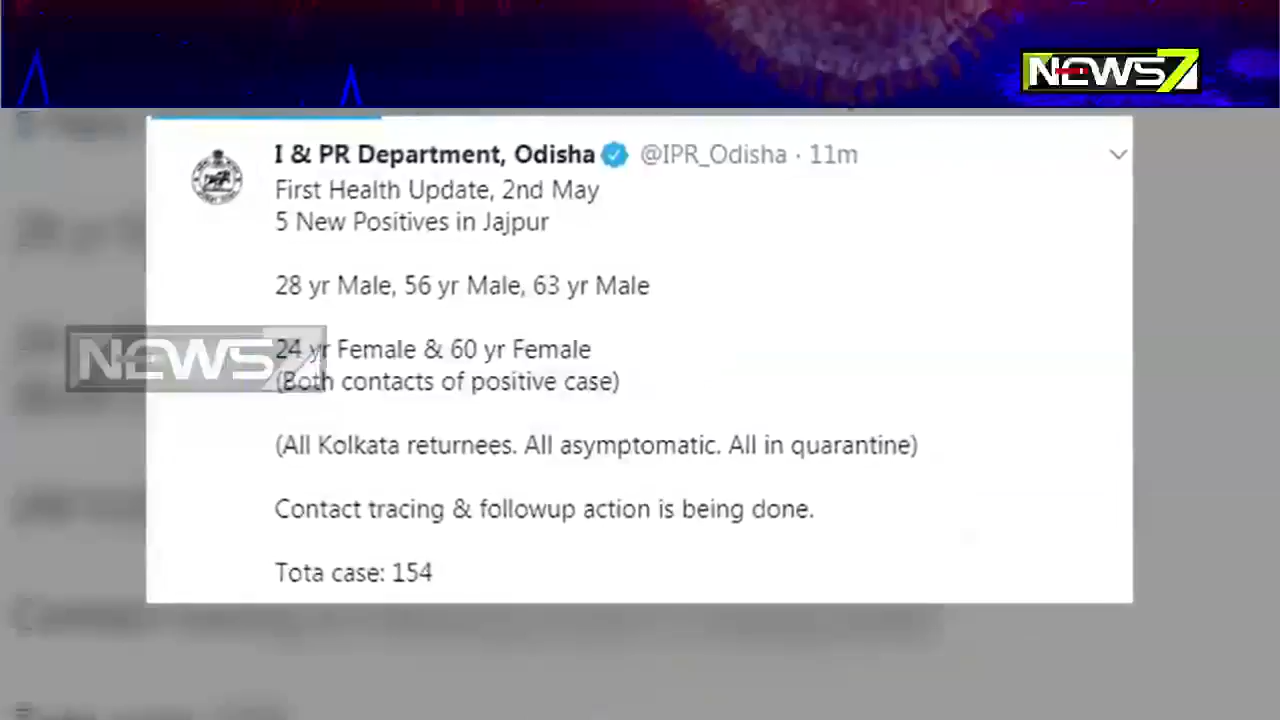 NEWS7
I & PR Department, Odisha @IPR_Odisha · 11m
First Health Update, 2nd May
5 New Positives in Jajpur
28 yr Male, 56 yr Male, 63 yr Male
NEWS7
24 yr Female & 60 yr Female
(Both contacts of positive case)
(All Kolkata returnees. All asymptomatic. All in quarantine)
Contact tracing & followup action is being done.
Tota case: 154